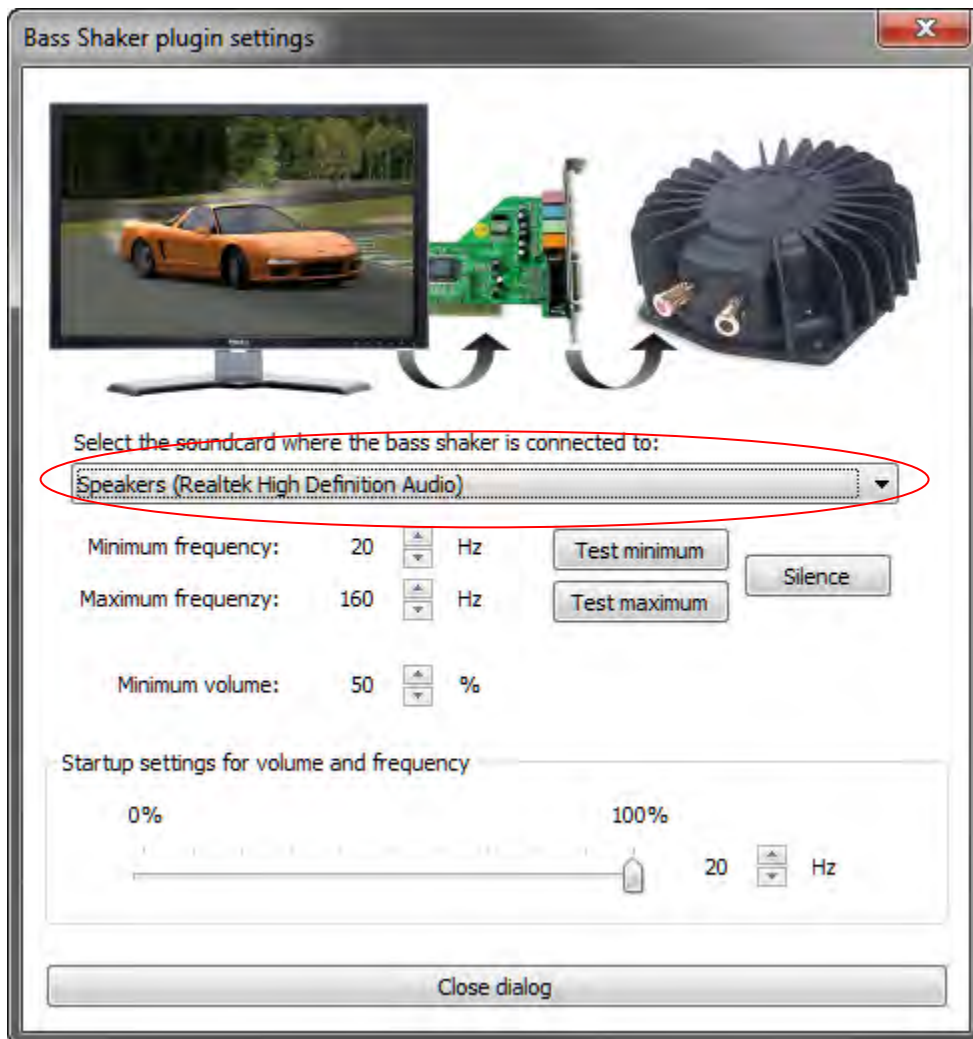 Bass Shaker plugin settings
Select the soundcard where the bass shaker is connected to:
Speakers (Realtek High Definition Audio)
Minimum frequency: 20 Hz Test minimum
Silence
Maximum frequenzy: 160 Hz Test maximum
Minimum volume: 50 %
Startup settings for volume and frequency
0% 100%
20 Hz
Close dialog